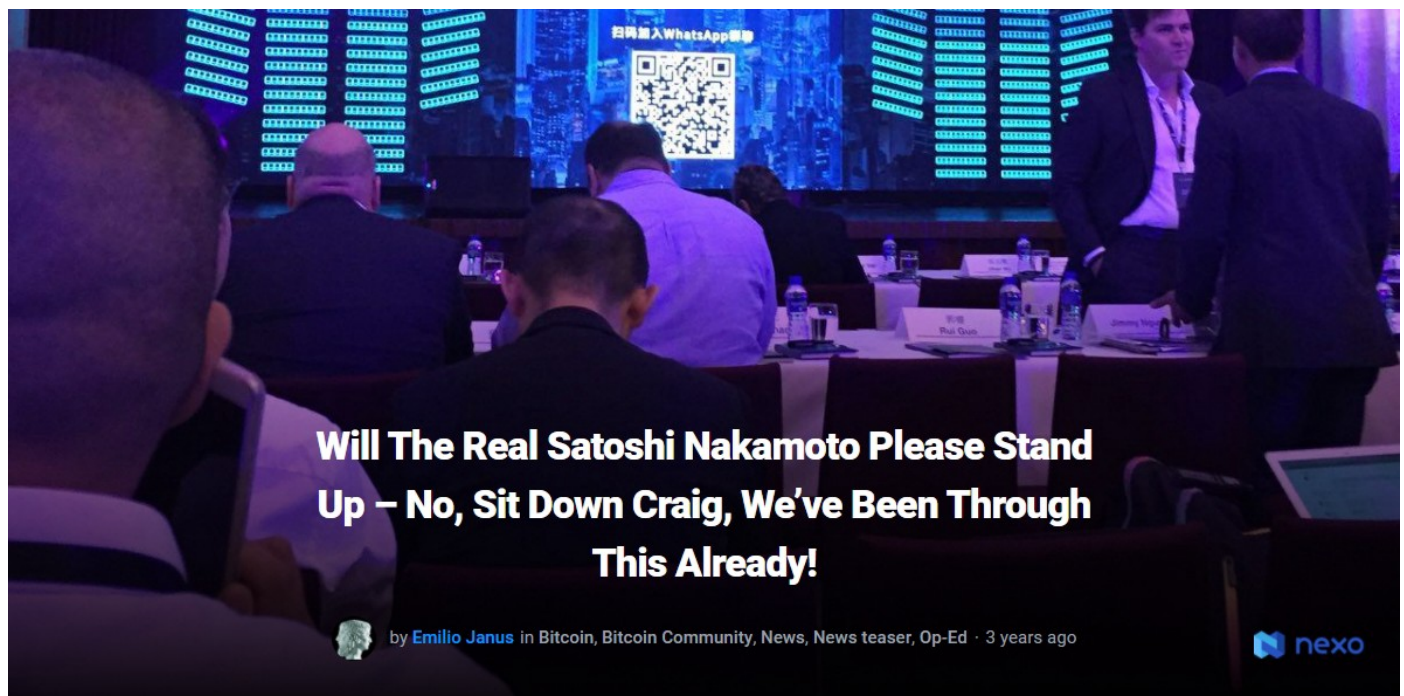 扫码加入WhatsApp群聊
Rui Guo
Jimmy
Will The Real Satoshi Nakamoto Please Stand
Up – No, Sit Down Craig, We’ve Been Through
This Already!
by Emilio Janus in Bitcoin, Bitcoin Community, News, News teaser, Op-Ed · 3 years ago
nexo